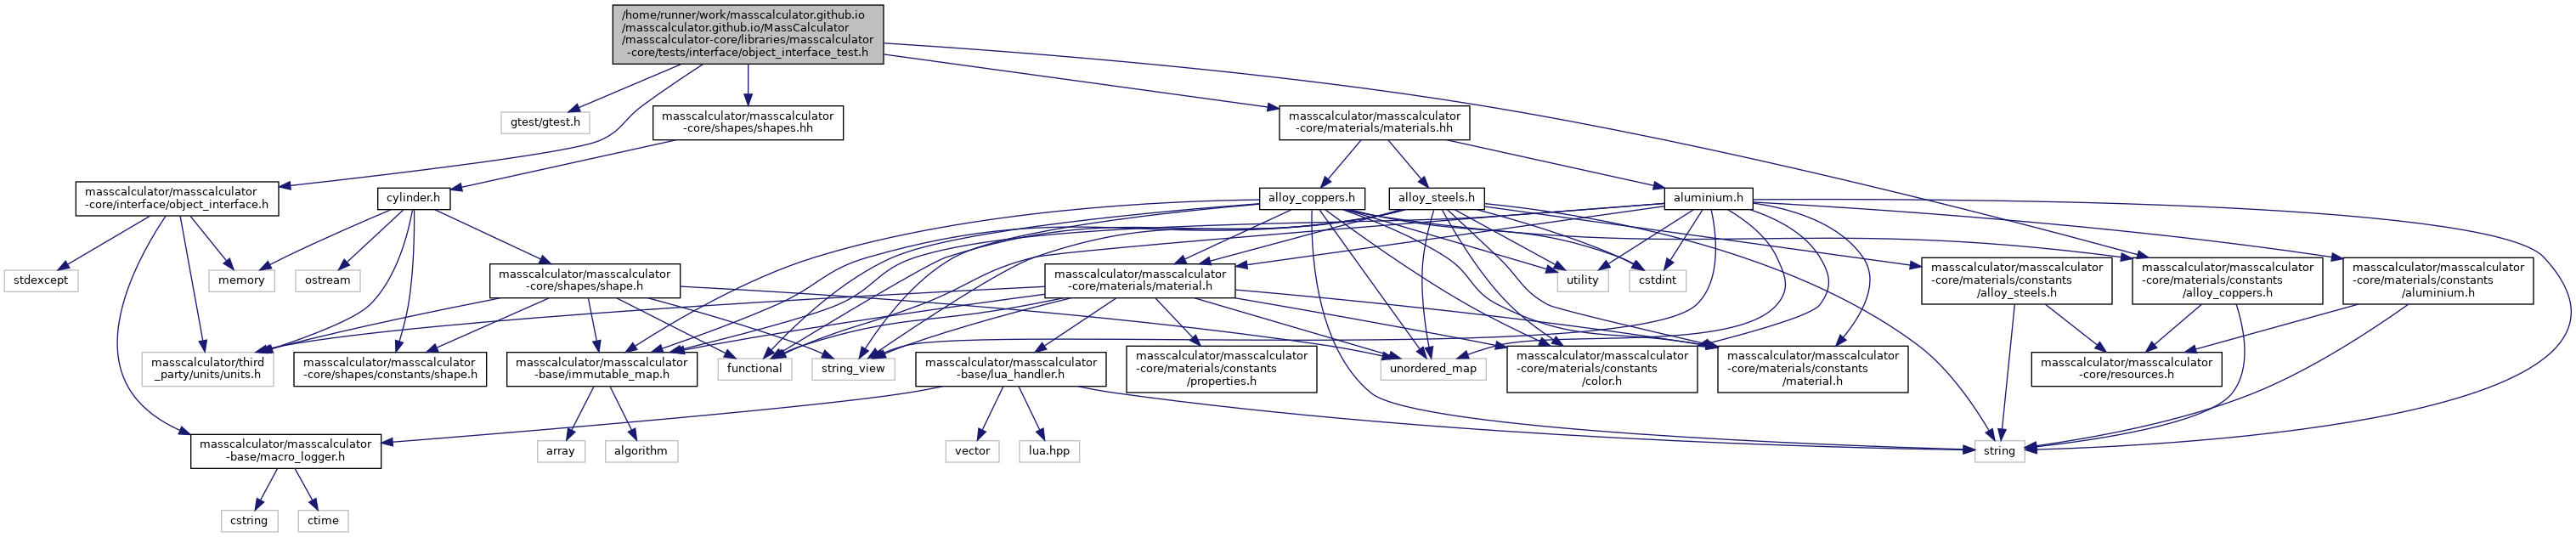 /home/runner/work/masscalculator.github.io
/masscalculator.github.io/MassCalculator
/masscalculator-core/libraries/masscalculator
-core/tests/interface/object_interface_test.h
gtest/gtest.h
masscalculator/masscalculator
-core/shapes/shapes.hh
masscalculator/masscalculator
-core/materials/materials.hh
masscalculator/masscalculator
-core/interface/object_interface.h
cylinder.h
alloy_coppers.h
alloy_steels.h
aluminium.h
stdexcept
memory
ostream
masscalculator/masscalculator
-core/shapes/shape.h
masscalculator/masscalculator
-core/materials/material.h
utility
cstdint
masscalculator/masscalculator
-core/materials/constants
/alloy_steels.h
masscalculator/masscalculator
-core/materials/constants
/alloy_coppers.h
masscalculator/masscalculator
-core/materials/constants
/aluminium.h
masscalculator/third
_party/units/units.h
masscalculator/masscalculator
-core/shapes/constants/shape.h
masscalculator/masscalculator
-base/immutable_map.h
functional
string_view
masscalculator/masscalculator
-base/lua_handler.h
masscalculator/masscalculator
-core/materials/constants
/properties.h
unordered_map
masscalculator/masscalculator
-core/materials/constants
/color.h
masscalculator/masscalculator
-core/materials/constants
/material.h
masscalculator/masscalculator
-core/resources.h
masscalculator/masscalculator
-base/macro_logger.h
array
algorithm
vector
lua.hpp
string
cstring
ctime